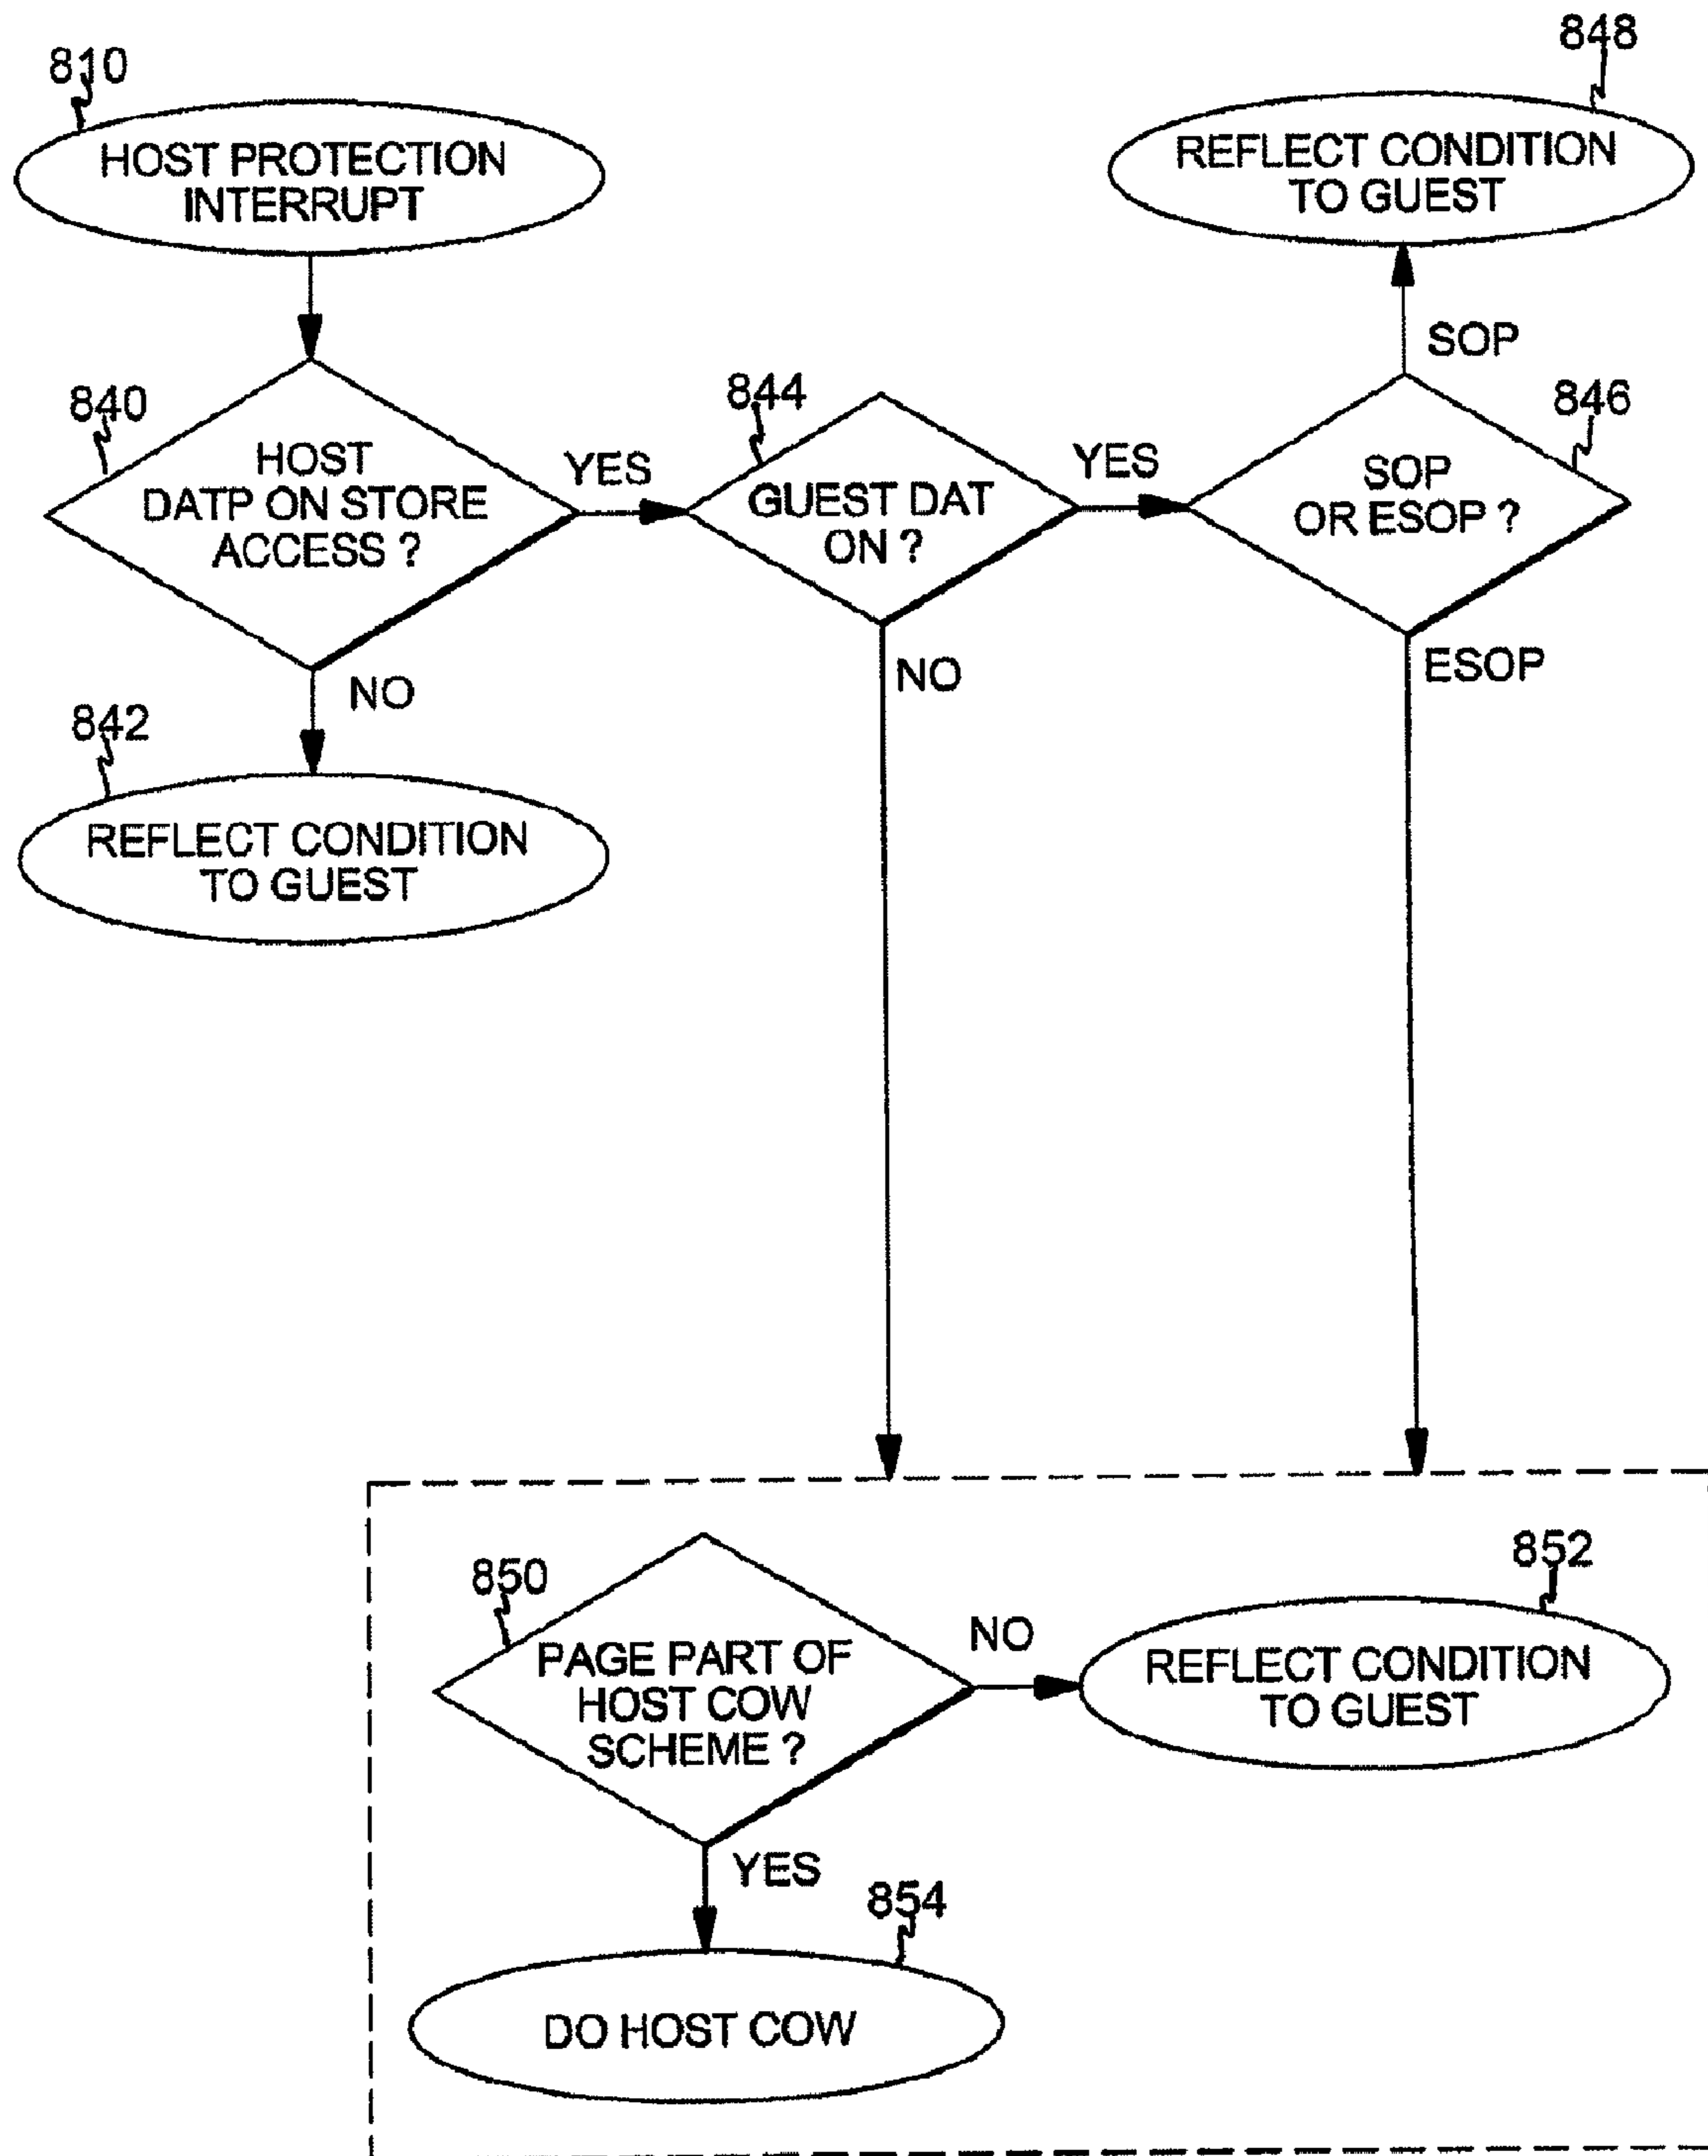 810
HOST PROTECTION
INTERRUPT
848
REFLECT CONDITION
TO GUEST
SOP
840
HOST
DATP ON STORE
ACCESS ?
YES
844
GUEST DAT
ON ?
YES
846
SOP
OR ESOP ?
NO
NO
ESOP
842
REFLECT CONDITION
TO GUEST
850
PAGE PART OF
HOST COW
SCHEME ?
NO
852
REFLECT CONDITION
TO GUEST
YES
854
DO HOST COW